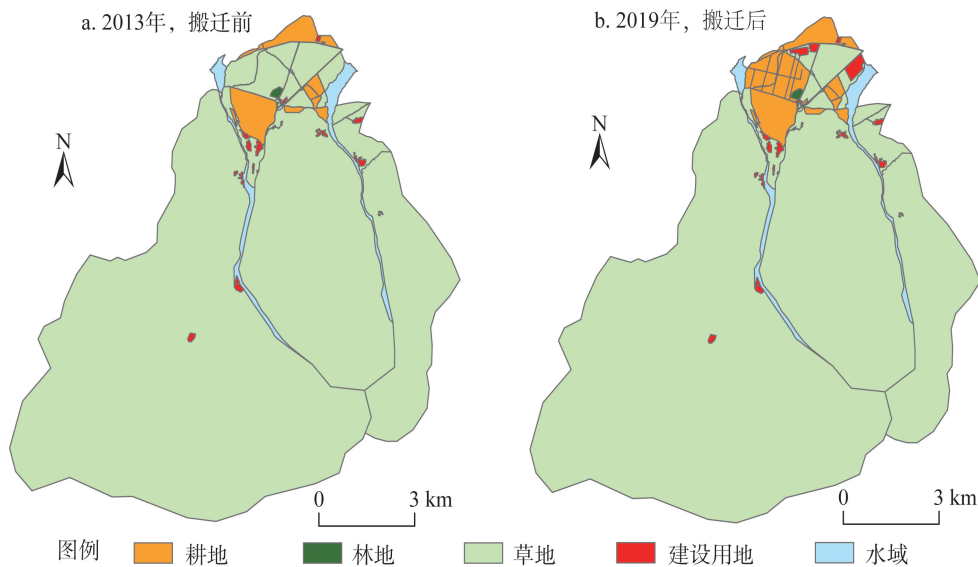 a. 2013年，搬迁前
b. 2019年，搬迁后
N
N
0 3 km
0 3 km
图例 耕地 林地 草地 建设用地 水域